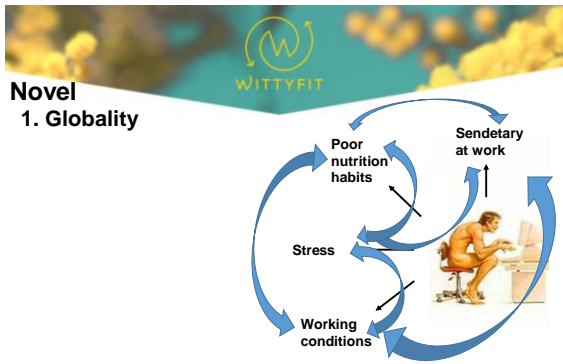 WITTYFIT
Novel
1. Globality
Poor
nutrition
habits
Sendetary
at work
Stress
Working
conditions